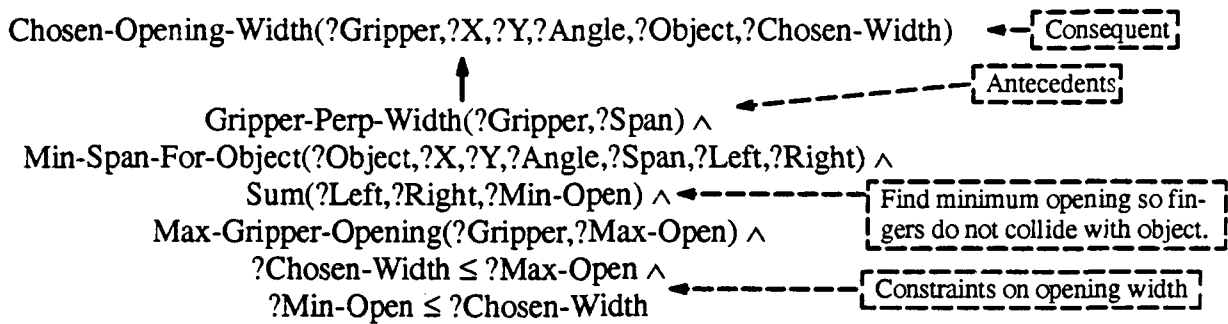 Chosen-Opening-Width(?Gripper,?X,?Y,?Angle,?Object,?Chosen-Width)
Consequent
Antecedents
Gripper-Perp-Width(?Gripper,?Span) ∧
Min-Span-For-Object(?Object,?X,?Y,?Angle,?Span,?Left,?Right) ∧
Sum(?Left,?Right,?Min-Open) ∧
Find minimum opening so fin-
gers do not collide with object.
Max-Gripper-Opening(?Gripper,?Max-Open) ∧
?Chosen-Width ≤ ?Max-Open ∧
Constraints on opening width
?Min-Open ≤ ?Chosen-Width